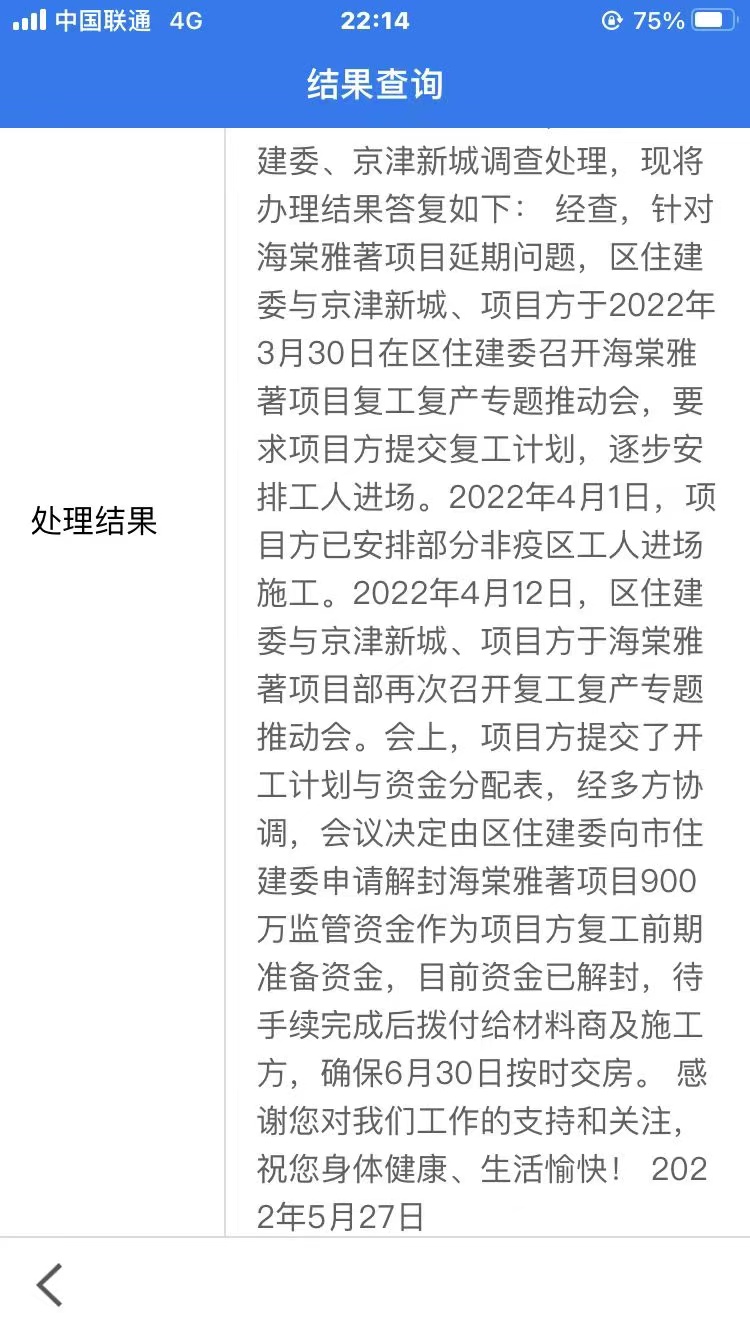 中国联通 4G 22:14 75%
结果查询
处理结果
建委、京津新城调查处理，现将
办理结果答复如下： 经查，针对
海棠雅著项目延期问题，区住建
委与京津新城、项目方于2022年
3月30日在区住建委召开海棠雅
著项目复工复产专题推动会，要
求项目方提交复工计划，逐步安
排工人进场。2022年4月1日，项
目方已安排部分非疫区工人进场
施工。2022年4月12日，区住建
委与京津新城、项目方于海棠雅
著项目部再次召开复工复产专题
推动会。会上，项目方提交了开
工计划与资金分配表，经多方协
调，会议决定由区住建委向市住
建委申请解封海棠雅著项目900
万监管资金作为项目方复工前期
准备资金，目前资金已解封，待
手续完成后拨付给材料商及施工
方，确保6月30日按时交房。 感
谢您对我们工作的支持和关注，
祝您身体健康、生活愉快！ 202
2年5月27日